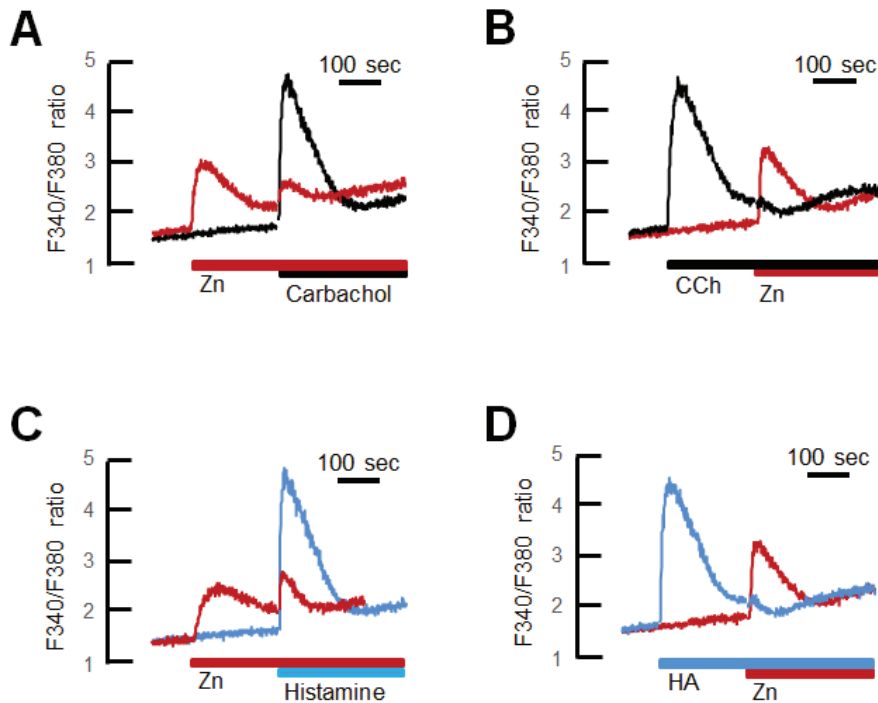 A
F340/F380 ratio
5
4
3
2
1
100 sec
Zn
Carbachol
B
F340/F380 ratio
5
4
3
2
1
100 sec
CCh
Zn
C
F340/F380 ratio
5
4
3
2
1
100 sec
Zn
Histamine
D
F340/F380 ratio
5
4
3
2
1
100 sec
HA
Zn